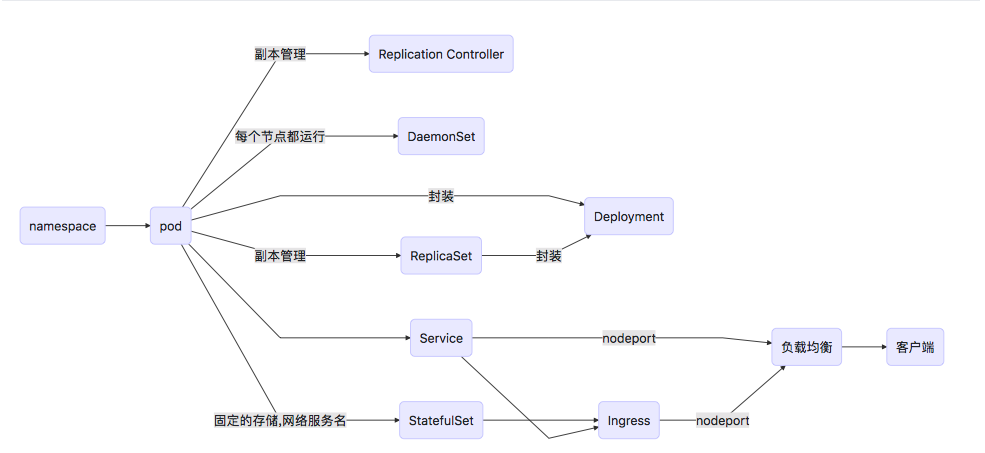 副本管理
Replication Controller
每个节点都运行
DaemonSet
封装
Deployment
namespace
pod
副本管理
ReplicaSet
封装
Service
nodeport
负载均衡
客户端
固定的存储,网络服务名
StatefulSet
Ingress
nodeport